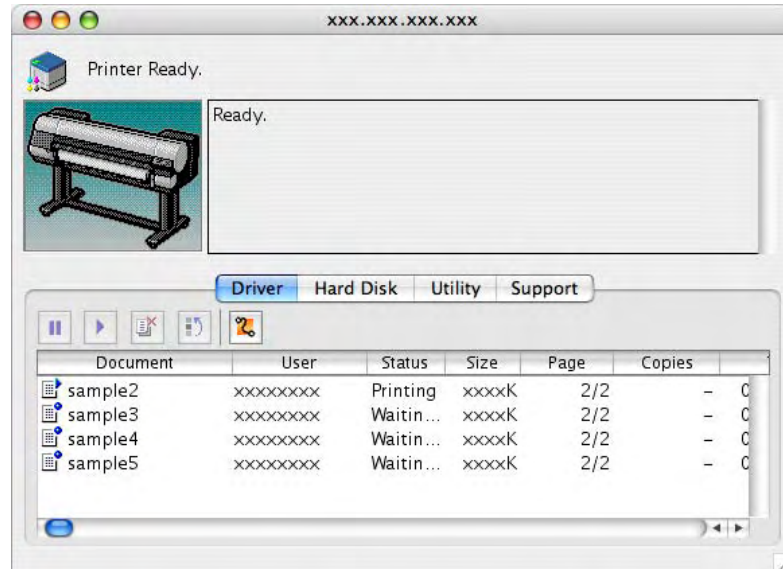 xxx.xxx.xxx.xxx
Printer Ready.
Ready.
Driver Hard Disk Utility Support
Document User Status Size Page Copies
sample2 xxxxxxxx Printing xxxxK 2/2 –
sample3 xxxxxxxx Waitin... xxxxK 2/2 –
sample4 xxxxxxxx Waitin... xxxxK 2/2 –
sample5 xxxxxxxx Waitin... xxxxK 2/2 –